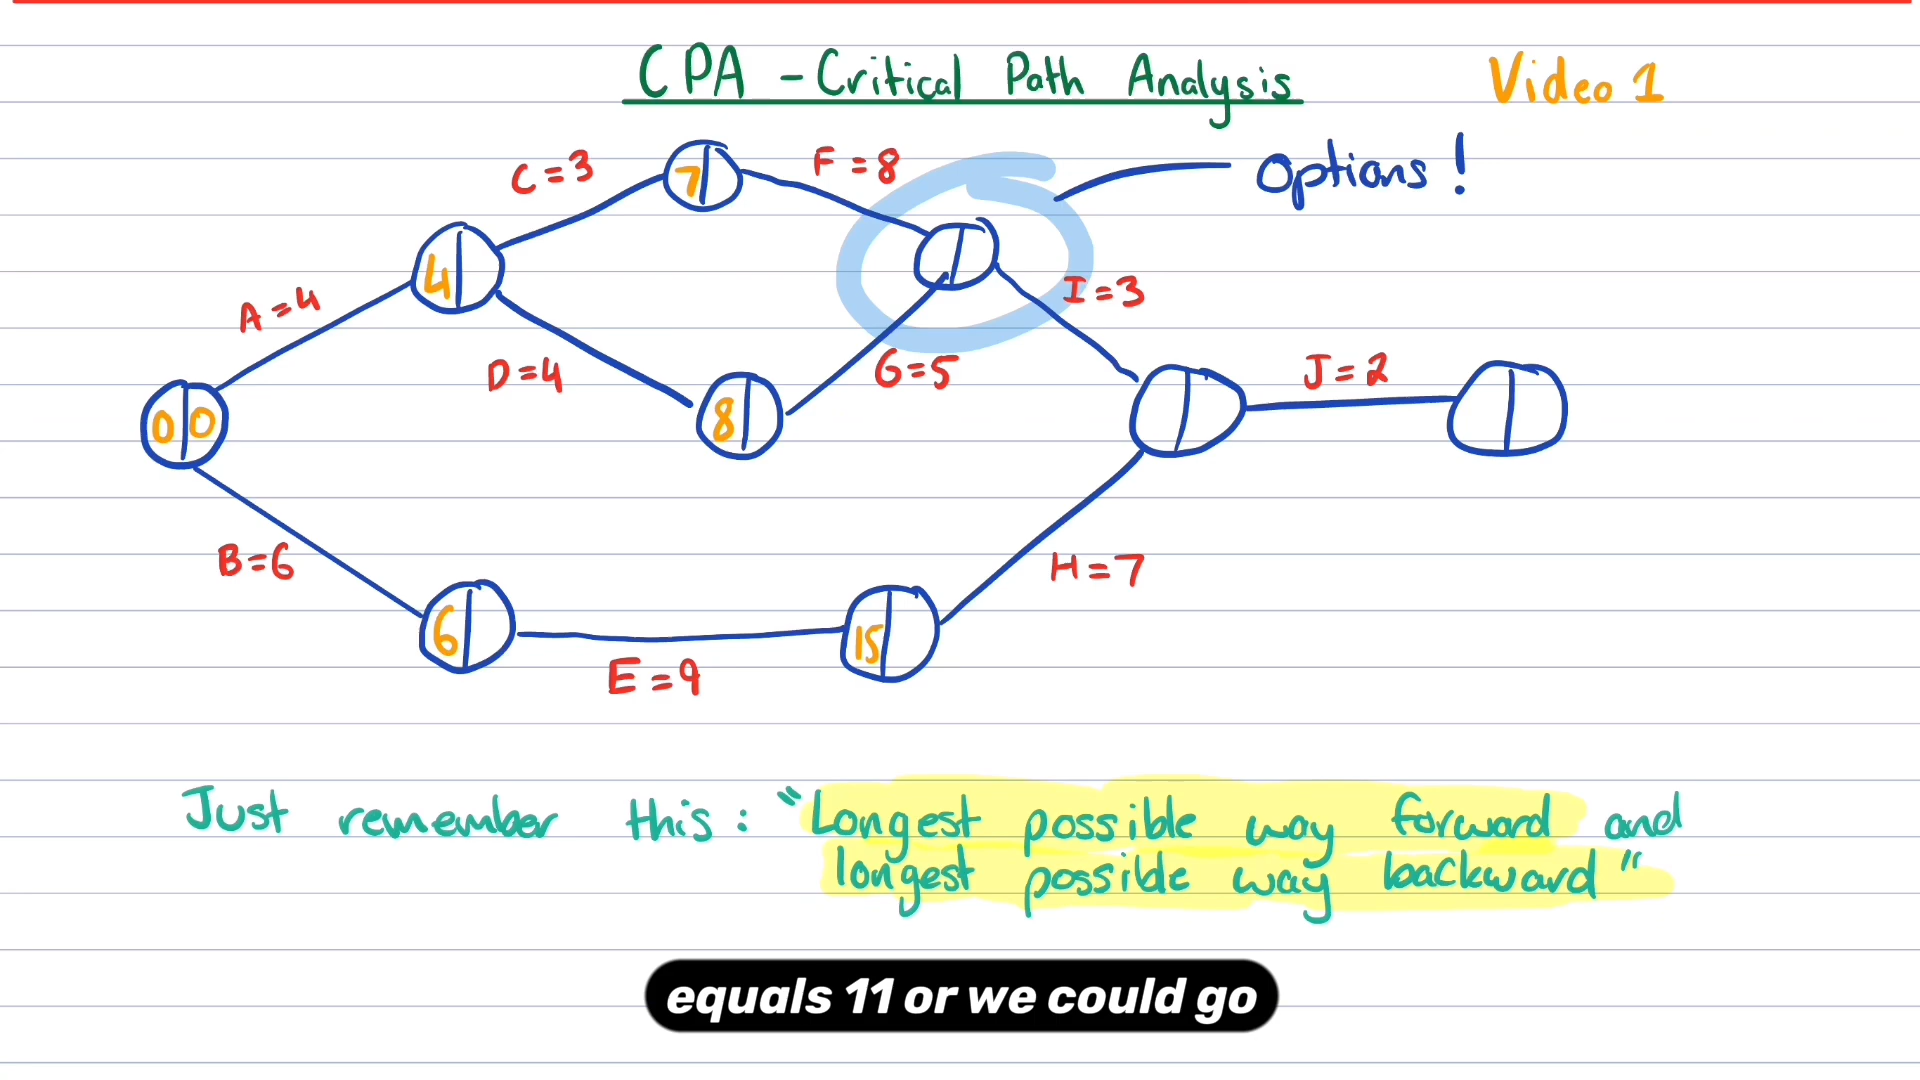 CPA - Critical Path Analysis
Video 1
C = 3
F = 8
Options!
7
4
A = 4
I = 3
D = 4
G = 5
J = 2
0 0
8
B = 6
H = 7
6
15
E = 9
Just remember this: "Longest possible way forward and
longest possible way backward"
equals 11 or we could go